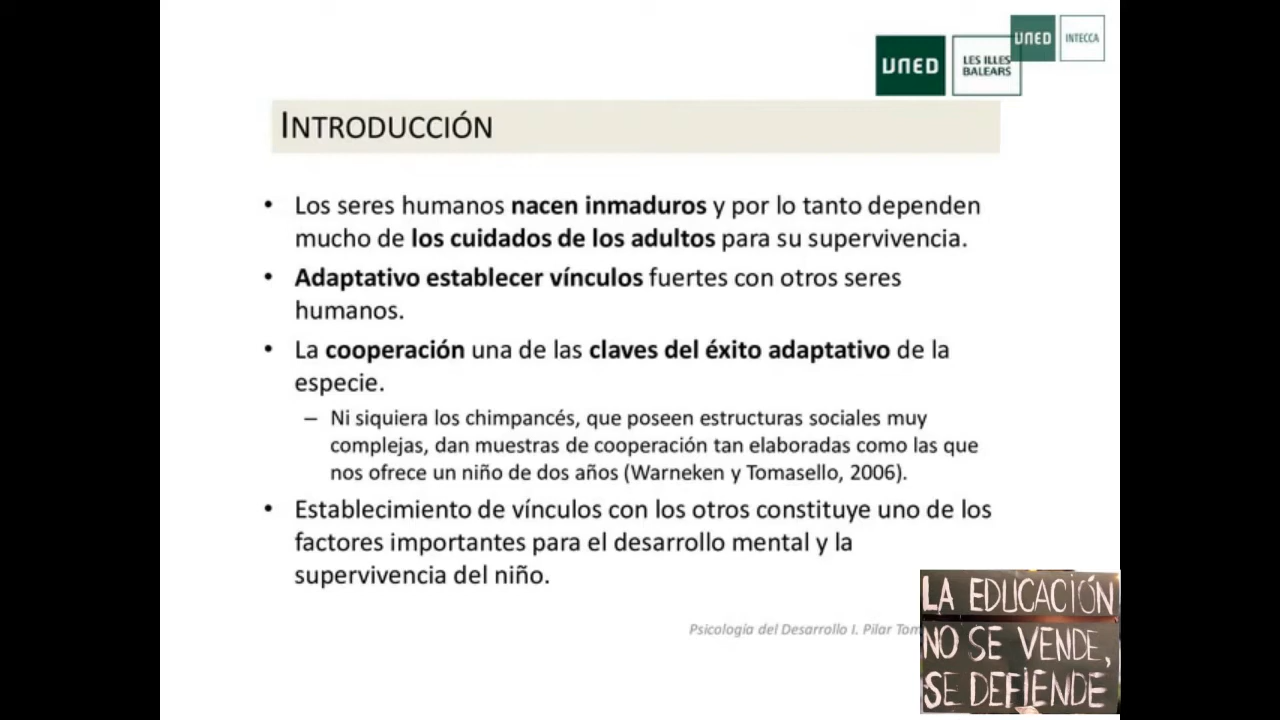 UNED
INTECCA
UNED
LES ILLES
BALEARS
INTRODUCCIÓN
• Los seres humanos nacen inmaduros y por lo tanto dependen
mucho de los cuidados de los adultos para su supervivencia.
• Adaptativo establecer vínculos fuertes con otros seres
humanos.
• La cooperación una de las claves del éxito adaptativo de la
especie.
– Ni siquiera los chimpancés, que poseen estructuras sociales muy
complejas, dan muestras de cooperación tan elaboradas como las que
nos ofrece un niño de dos años (Warneken y Tomasello, 2006).
• Establecimiento de vínculos con los otros constituye uno de los
factores importantes para el desarrollo mental y la
supervivencia del niño.
Psicología del Desarrollo I. Pilar
LA EDUCACIÓN
NO SE VENDE,
SE DEFIENDE